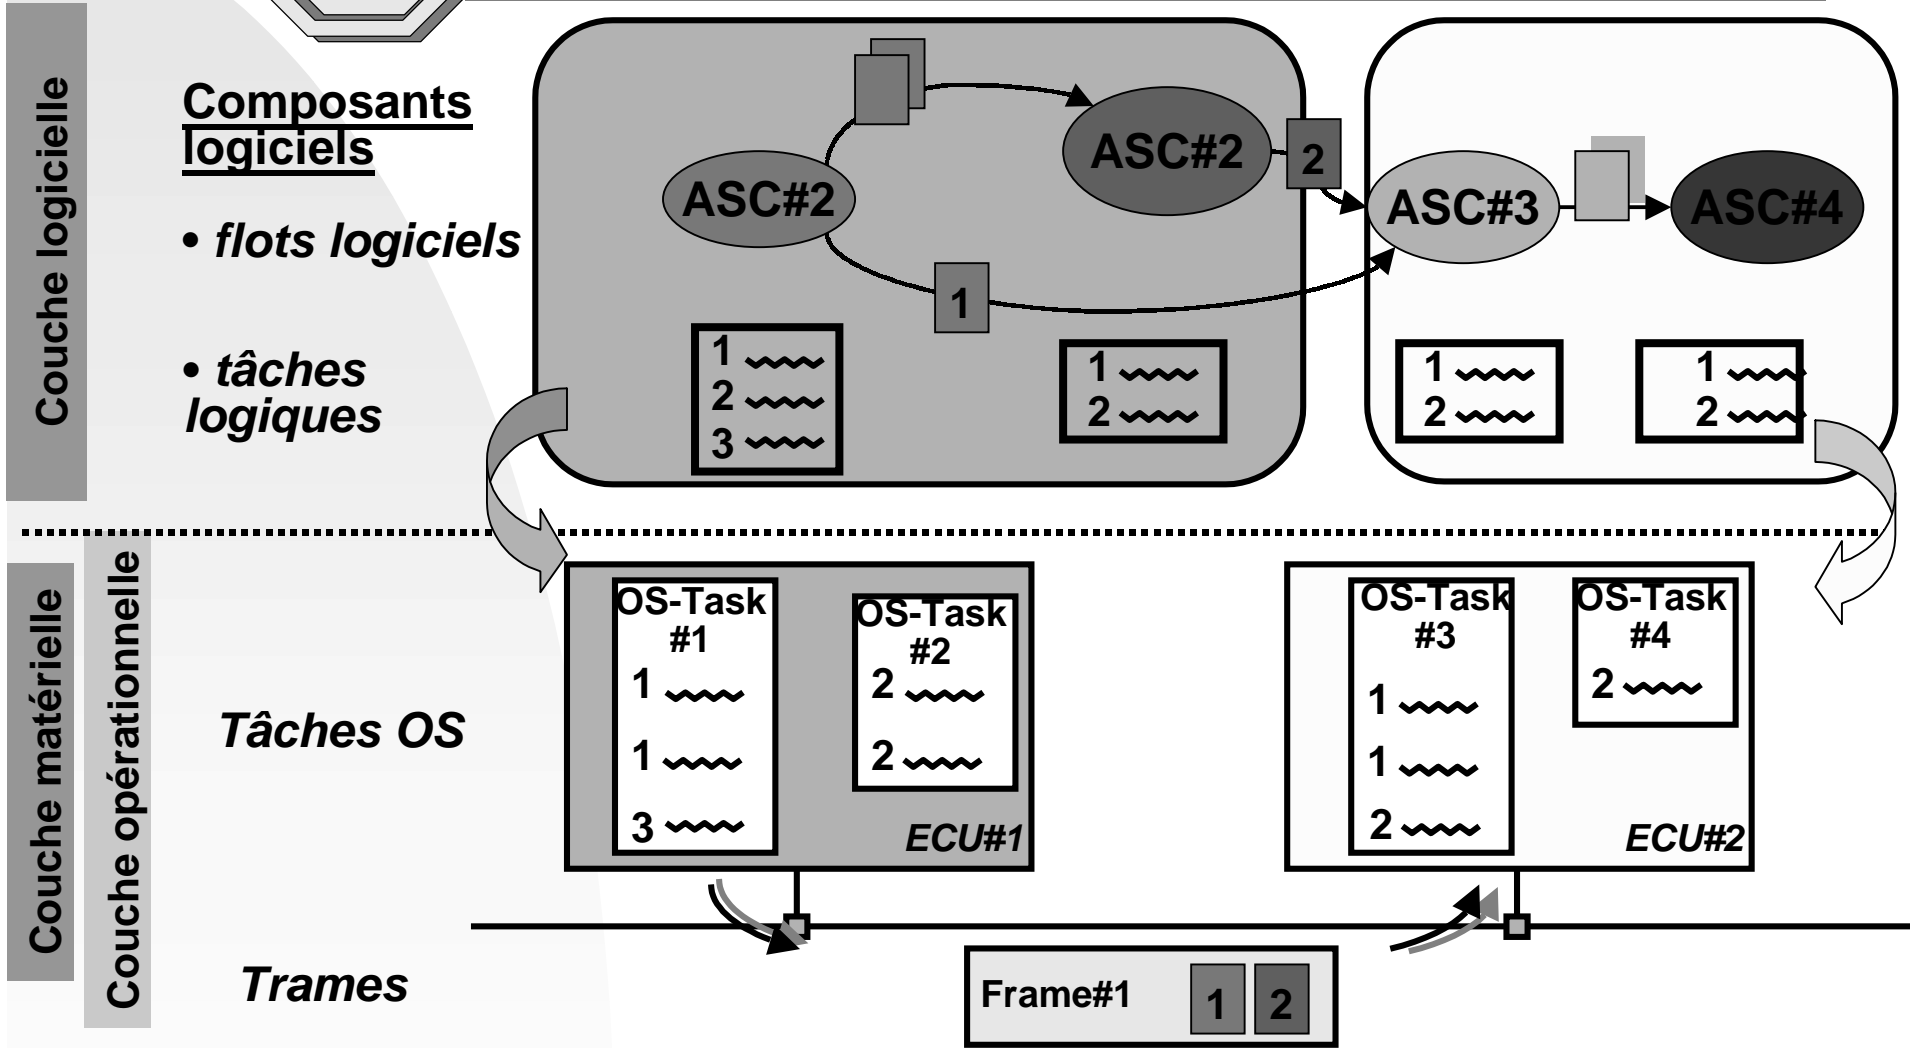 Couche logicielle
Composants
logiciels
• flots logiciels
• tâches
logiques
ASC#2
ASC#2
2
ASC#3
ASC#4
1
1
2
3
1
2
1
2
1
2
Couche matérielle
Couche opérationnelle
Tâches OS
OS-Task
#1
1
1
3
OS-Task
#2
2
2
ECU#1
OS-Task
#3
1
1
2
OS-Task
#4
2
ECU#2
Trames
Frame#1 1 2